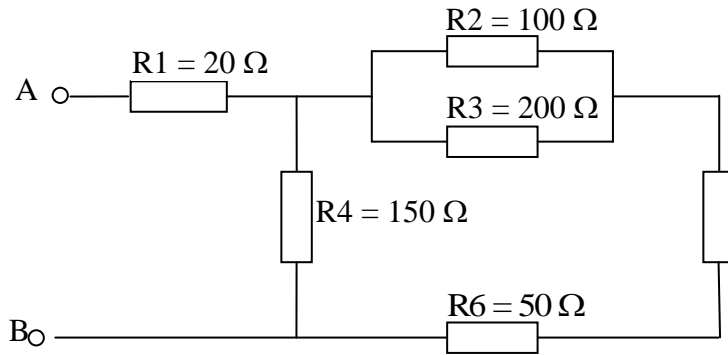 R2 = 100 Ω
R1 = 20 Ω
A
R3 = 200 Ω
R4 = 150 Ω
R6 = 50 Ω
B